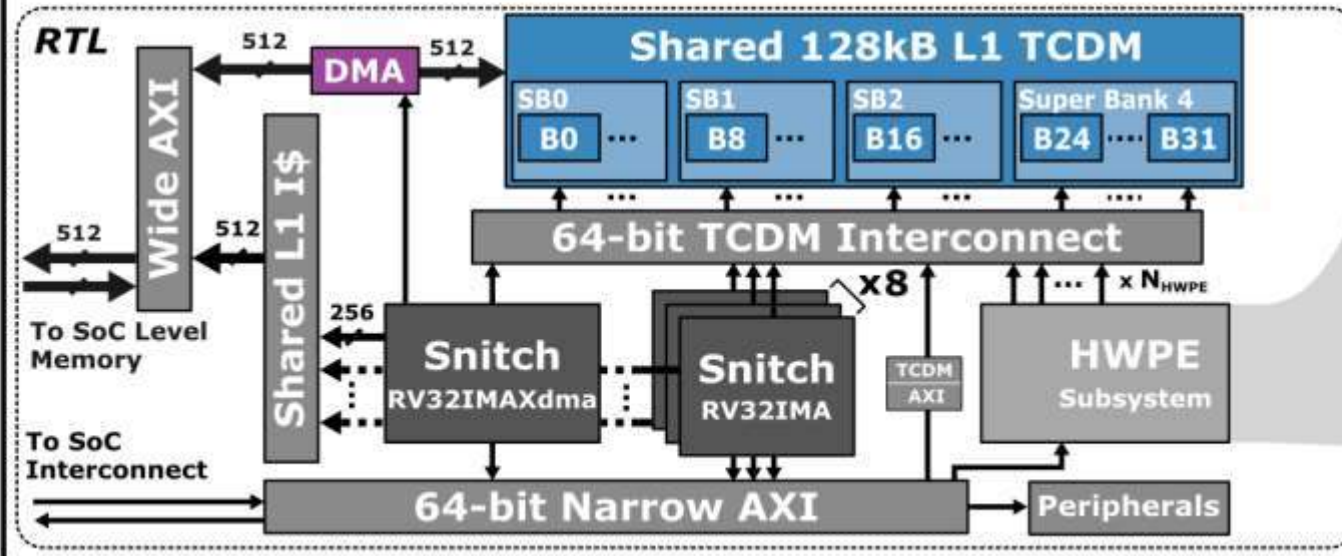 RTL
512
DMA
512
Shared 128kB L1 TCDM
SB0
SB1
SB2
Super Bank 4
B0 ...
B8 ...
B16 ...
B24 ..... B31
... ... ... ...
Wide AXI
Shared L1 I$
512
512
64-bit TCDM Interconnect
x8
... x NHWPE
To SoC Level
Memory
256
Snitch
RV32IMAXdma
Snitch
RV32IMA
TCDM
AXI
HWPE
Subsystem
To SoC
Interconnect
64-bit Narrow AXI
Peripherals